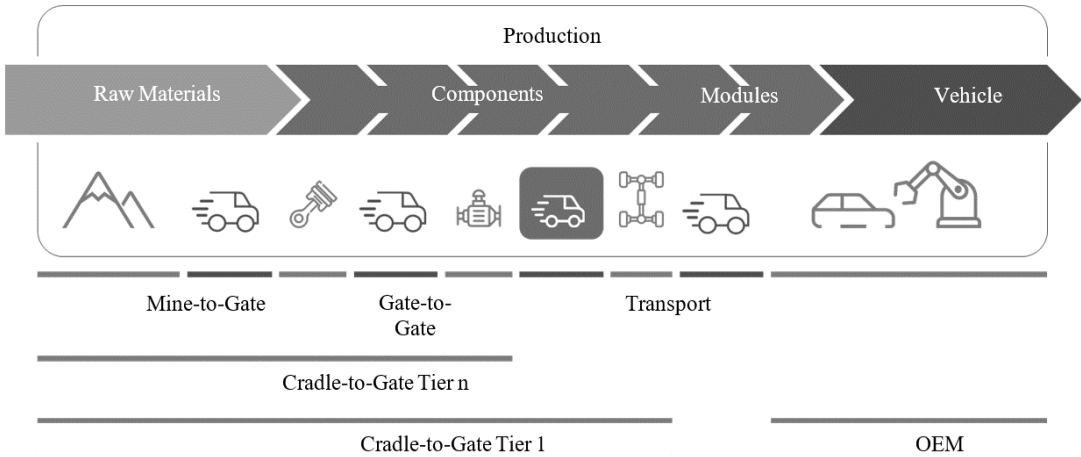 Production
Raw Materials
Components
Modules
Vehicle
Mine-to-Gate
Gate-to-
Gate
Transport
Cradle-to-Gate Tier n
Cradle-to-Gate Tier 1
OEM